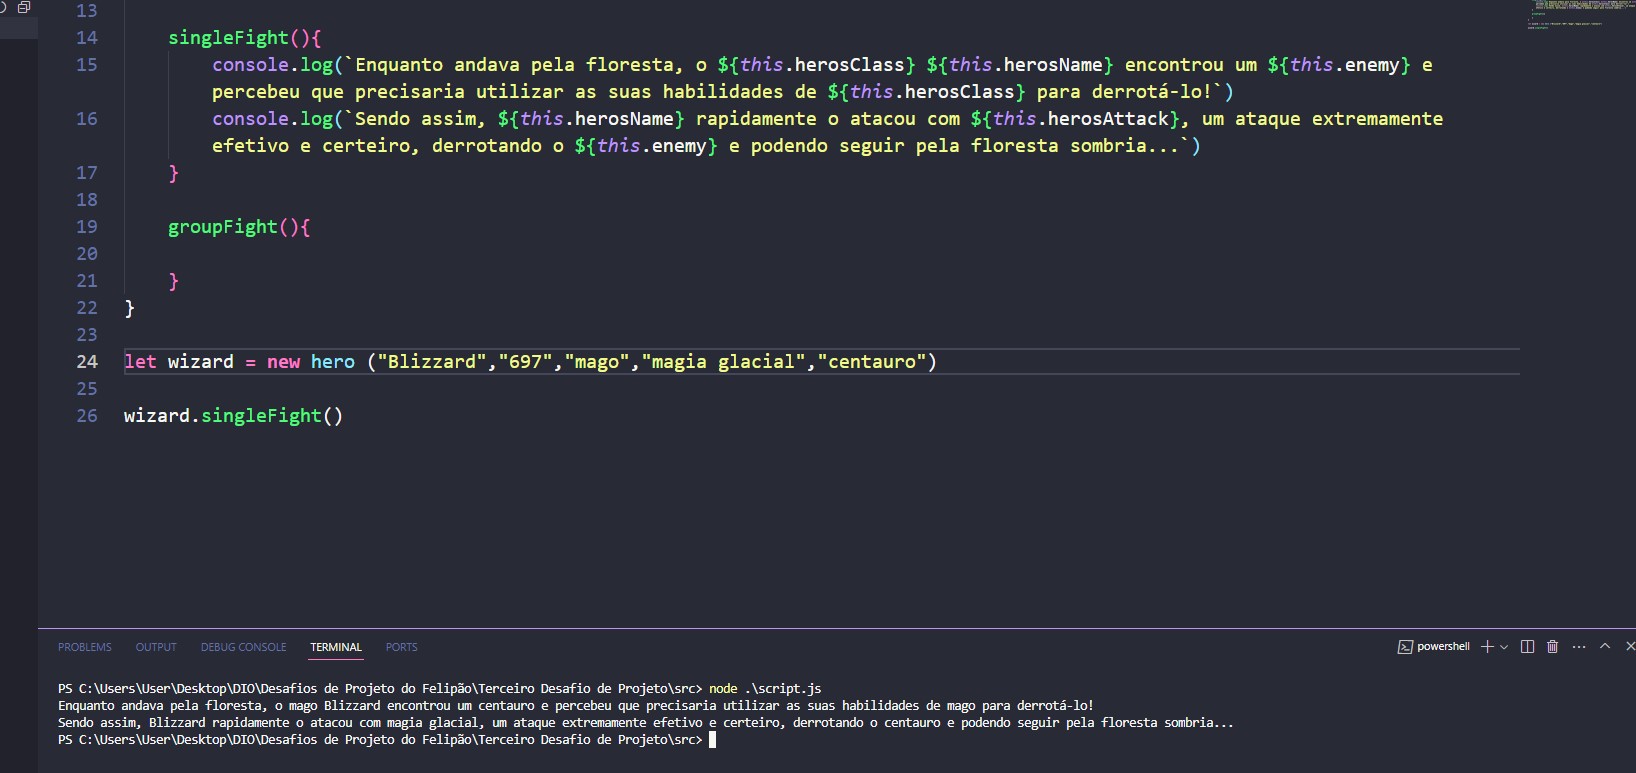 13
14 singleFight(){
15 console.log(`Enquanto andava pela floresta, o ${this.herosClass} ${this.herosName} encontrou um ${this.enemy} e
percebeu que precisaria utilizar as suas habilidades de ${this.herosClass} para derrotá-lo!`)
16 console.log(`Sendo assim, ${this.herosName} rapidamente o atacou com ${this.herosAttack}, um ataque extremamente
efetivo e certeiro, derrotando o ${this.enemy} e podendo seguir pela floresta sombria...`)
17 }
18
19 groupFight(){
20
21 }
22 }
23
24 let wizard = new hero ("Blizzard","697","mago","magia glacial","centauro")
25
26 wizard.singleFight()
PROBLEMS OUTPUT DEBUG CONSOLE TERMINAL PORTS powershell
PS C:\Users\User\Desktop\DIO\Desafios de Projeto do Felipão\Terceiro Desafio de Projeto\src> node .\script.js
Enquanto andava pela floresta, o mago Blizzard encontrou um centauro e percebeu que precisaria utilizar as suas habilidades de mago para derrotá-lo!
Sendo assim, Blizzard rapidamente o atacou com magia glacial, um ataque extremamente efetivo e certeiro, derrotando o centauro e podendo seguir pela floresta sombria...
PS C:\Users\User\Desktop\DIO\Desafios de Projeto do Felipão\Terceiro Desafio de Projeto\src>